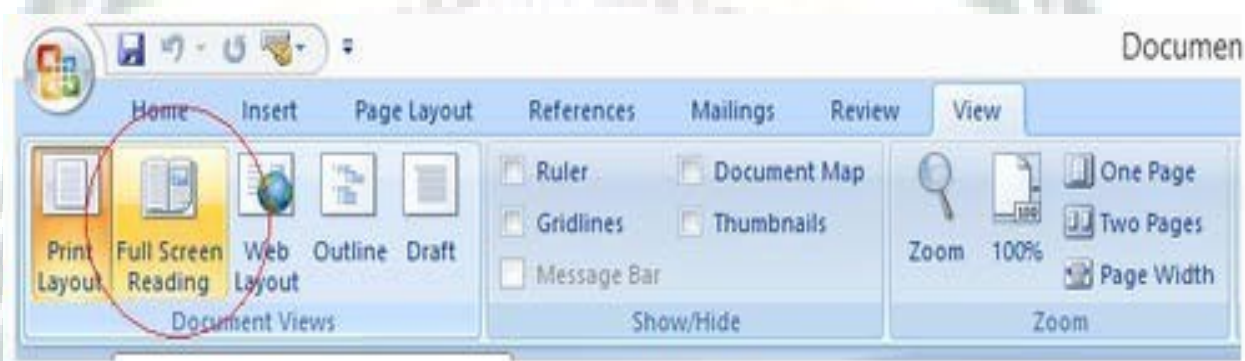 Documen
Home Insert Page Layout References Mailings Review View
Print Layout
Full Screen Reading
Web Layout
Outline
Draft
Document Views
Ruler
Gridlines
Message Bar
Document Map
Thumbnails
Show/Hide
Zoom
100%
One Page
Two Pages
Page Width
Zoom